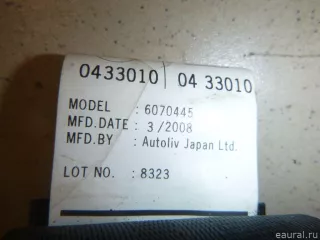 0433010 | 04 33010
MODEL : 6070445
MFD.DATE : 3/2008
MFD.BY : Autoliv Japan Ltd.
LOT NO. : 8323
eaural.ru